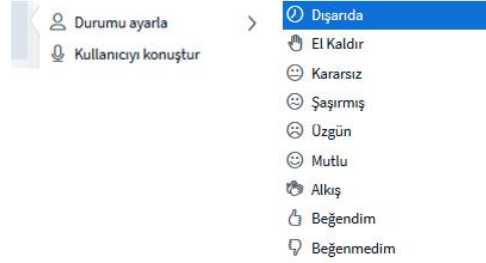 Durumu ayarla
Kullanıcıyı konuştur
Dışarıda
El Kaldır
Kararsız
Şaşırmış
Üzgün
Mutlu
Alkış
Beğendim
Beğenmedim